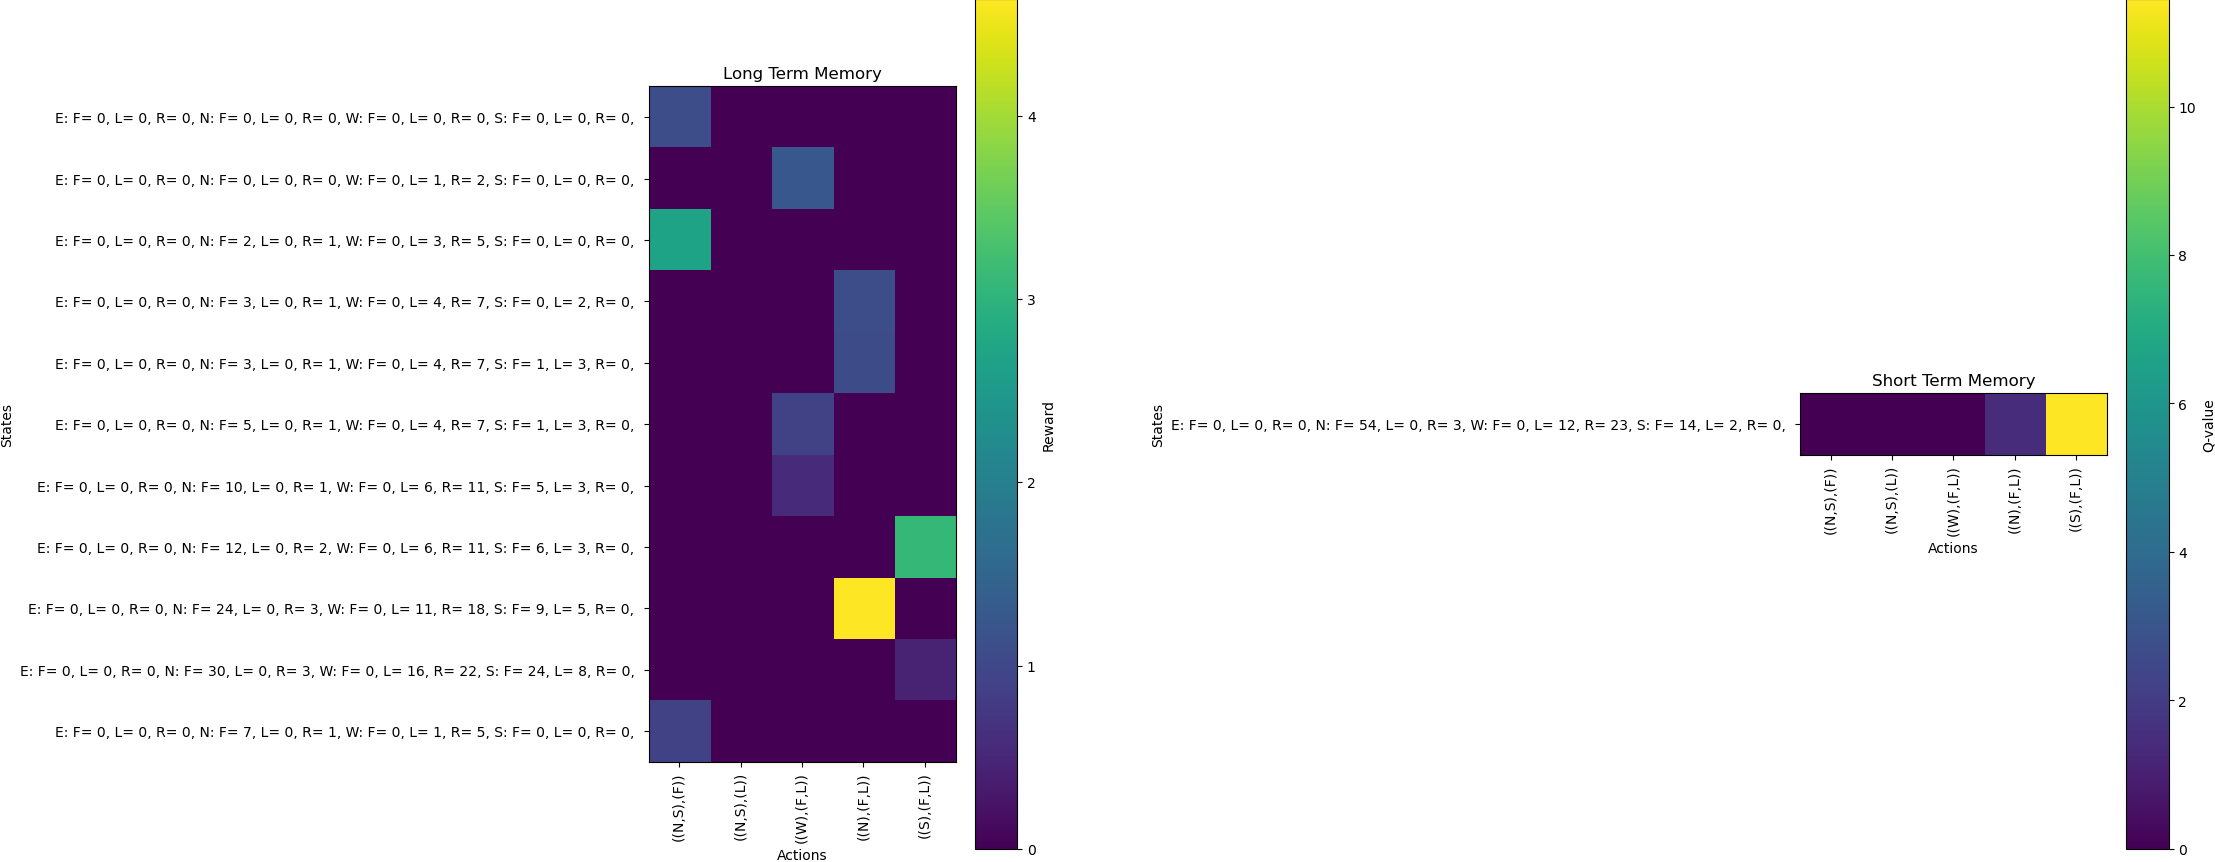 Long Term Memory
States
E: F= 0, L= 0, R= 0, N: F= 0, L= 0, R= 0, W: F= 0, L= 0, R= 0, S: F= 0, L= 0, R= 0,
E: F= 0, L= 0, R= 0, N: F= 0, L= 0, R= 0, W: F= 0, L= 1, R= 2, S: F= 0, L= 0, R= 0,
E: F= 0, L= 0, R= 0, N: F= 2, L= 0, R= 1, W: F= 0, L= 3, R= 5, S: F= 0, L= 0, R= 0,
E: F= 0, L= 0, R= 0, N: F= 3, L= 0, R= 1, W: F= 0, L= 4, R= 7, S: F= 0, L= 2, R= 0,
E: F= 0, L= 0, R= 0, N: F= 3, L= 0, R= 1, W: F= 0, L= 4, R= 7, S: F= 1, L= 3, R= 0,
E: F= 0, L= 0, R= 0, N: F= 5, L= 0, R= 1, W: F= 0, L= 4, R= 7, S: F= 1, L= 3, R= 0,
E: F= 0, L= 0, R= 0, N: F= 10, L= 0, R= 1, W: F= 0, L= 6, R= 11, S: F= 5, L= 3, R= 0,
E: F= 0, L= 0, R= 0, N: F= 12, L= 0, R= 2, W: F= 0, L= 6, R= 11, S: F= 6, L= 3, R= 0,
E: F= 0, L= 0, R= 0, N: F= 24, L= 0, R= 3, W: F= 0, L= 11, R= 18, S: F= 9, L= 5, R= 0,
E: F= 0, L= 0, R= 0, N: F= 30, L= 0, R= 3, W: F= 0, L= 16, R= 22, S: F= 24, L= 8, R= 0,
E: F= 0, L= 0, R= 0, N: F= 7, L= 0, R= 1, W: F= 0, L= 1, R= 5, S: F= 0, L= 0, R= 0,
((N,S),(F))
((N,S),(L))
((W),(F,L))
((N),(F,L))
((S),(F,L))
Actions
4
3
2
1
0
Reward
Short Term Memory
States
E: F= 0, L= 0, R= 0, N: F= 54, L= 0, R= 3, W: F= 0, L= 12, R= 23, S: F= 14, L= 2, R= 0,
((N,S),(F))
((N,S),(L))
((W),(F,L))
((N),(F,L))
((S),(F,L))
Actions
10
8
6
4
2
0
Q-value